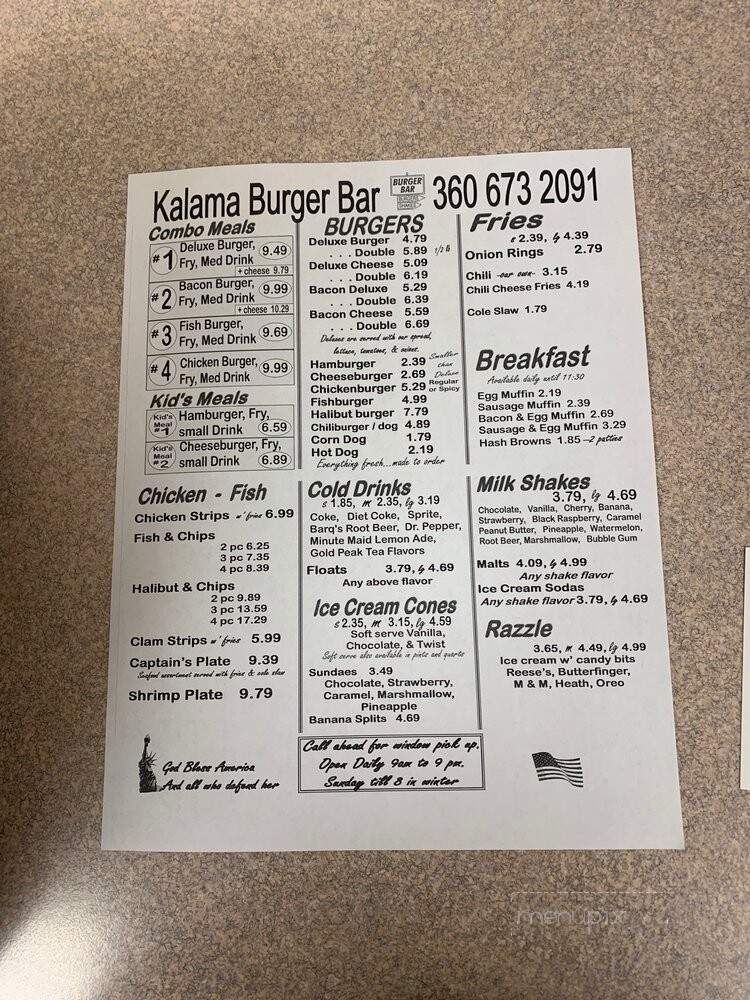 Kalama Burger Bar
BURGER
BAR
BURGERS
SHAKES
360 673 2091
Combo Meals
#1 Deluxe Burger, 9.49
Fry, Med Drink
+ cheese 9.79
#2 Bacon Burger, 9.99
Fry, Med Drink
+ cheese 10.29
#3 Fish Burger, 9.69
Fry, Med Drink
#4 Chicken Burger, 9.99
Fry, Med Drink
Kid's Meals
Kid's Meal #1 Hamburger, Fry, small Drink 6.59
Kid's Meal #2 Cheeseburger, Fry, small Drink 6.89
BURGERS
Deluxe Burger 4.79
. . . Double 5.89 1/2 lb
Deluxe Cheese 5.09
. . . Double 6.19
Bacon Deluxe 5.29
. . . Double 6.39
Bacon Cheese 5.59
. . . Double 6.69
Deluxes are served with our spread,
lettuce, tomatoes, & onions.
Hamburger 2.39 Smaller
Cheeseburger 2.69 than Deluxe
Chickenburger 5.29 Regular or Spicy
Fishburger 4.99
Halibut burger 7.79
Chiliburger / dog 4.89
Corn Dog 1.79
Hot Dog 2.19
Everything fresh...made to order
Fries
s 2.39, lg 4.39
Onion Rings 2.79
Chili -our own- 3.15
Chili Cheese Fries 4.19
Cole Slaw 1.79
Breakfast
Available daily until 11:30
Egg Muffin 2.19
Sausage Muffin 2.39
Bacon & Egg Muffin 2.69
Sausage & Egg Muffin 3.29
Hash Browns 1.85 -2 patties
Chicken - Fish
Chicken Strips w/ fries 6.99
Fish & Chips
2 pc 6.25
3 pc 7.35
4 pc 8.39
Halibut & Chips
2 pc 9.89
3 pc 13.59
4 pc 17.29
Clam Strips w/ fries 5.99
Captain's Plate 9.39
Seafood assortment served with fries & cole slaw
Shrimp Plate 9.79
Cold Drinks
s 1.85, m 2.35, lg 3.19
Coke, Diet Coke, Sprite,
Barq's Root Beer, Dr. Pepper,
Minute Maid Lemon Ade,
Gold Peak Tea Flavors
Floats 3.79, lg 4.69
Any above flavor
Ice Cream Cones
s 2.35, m 3.15, lg 4.59
Soft serve Vanilla,
Chocolate, & Twist
Soft serve also available in pints and quarts
Sundaes 3.49
Chocolate, Strawberry,
Caramel, Marshmallow,
Pineapple
Banana Splits 4.69
Milk Shakes
3.79, lg 4.69
Chocolate, Vanilla, Cherry, Banana,
Strawberry, Black Raspberry, Caramel
Peanut Butter, Pineapple, Watermelon,
Root Beer, Marshmallow, Bubble Gum
Malts 4.09, lg 4.99
Any shake flavor
Ice Cream Sodas
Any shake flavor 3.79, lg 4.69
Razzle
3.65, m 4.49, lg 4.99
Ice cream w' candy bits
Reese's, Butterfinger,
M & M, Heath, Oreo
God Bless America
And all who defend her
Call ahead for window pick up.
Open Daily 9am to 9 pm.
Sunday till 8 in winter
menupix